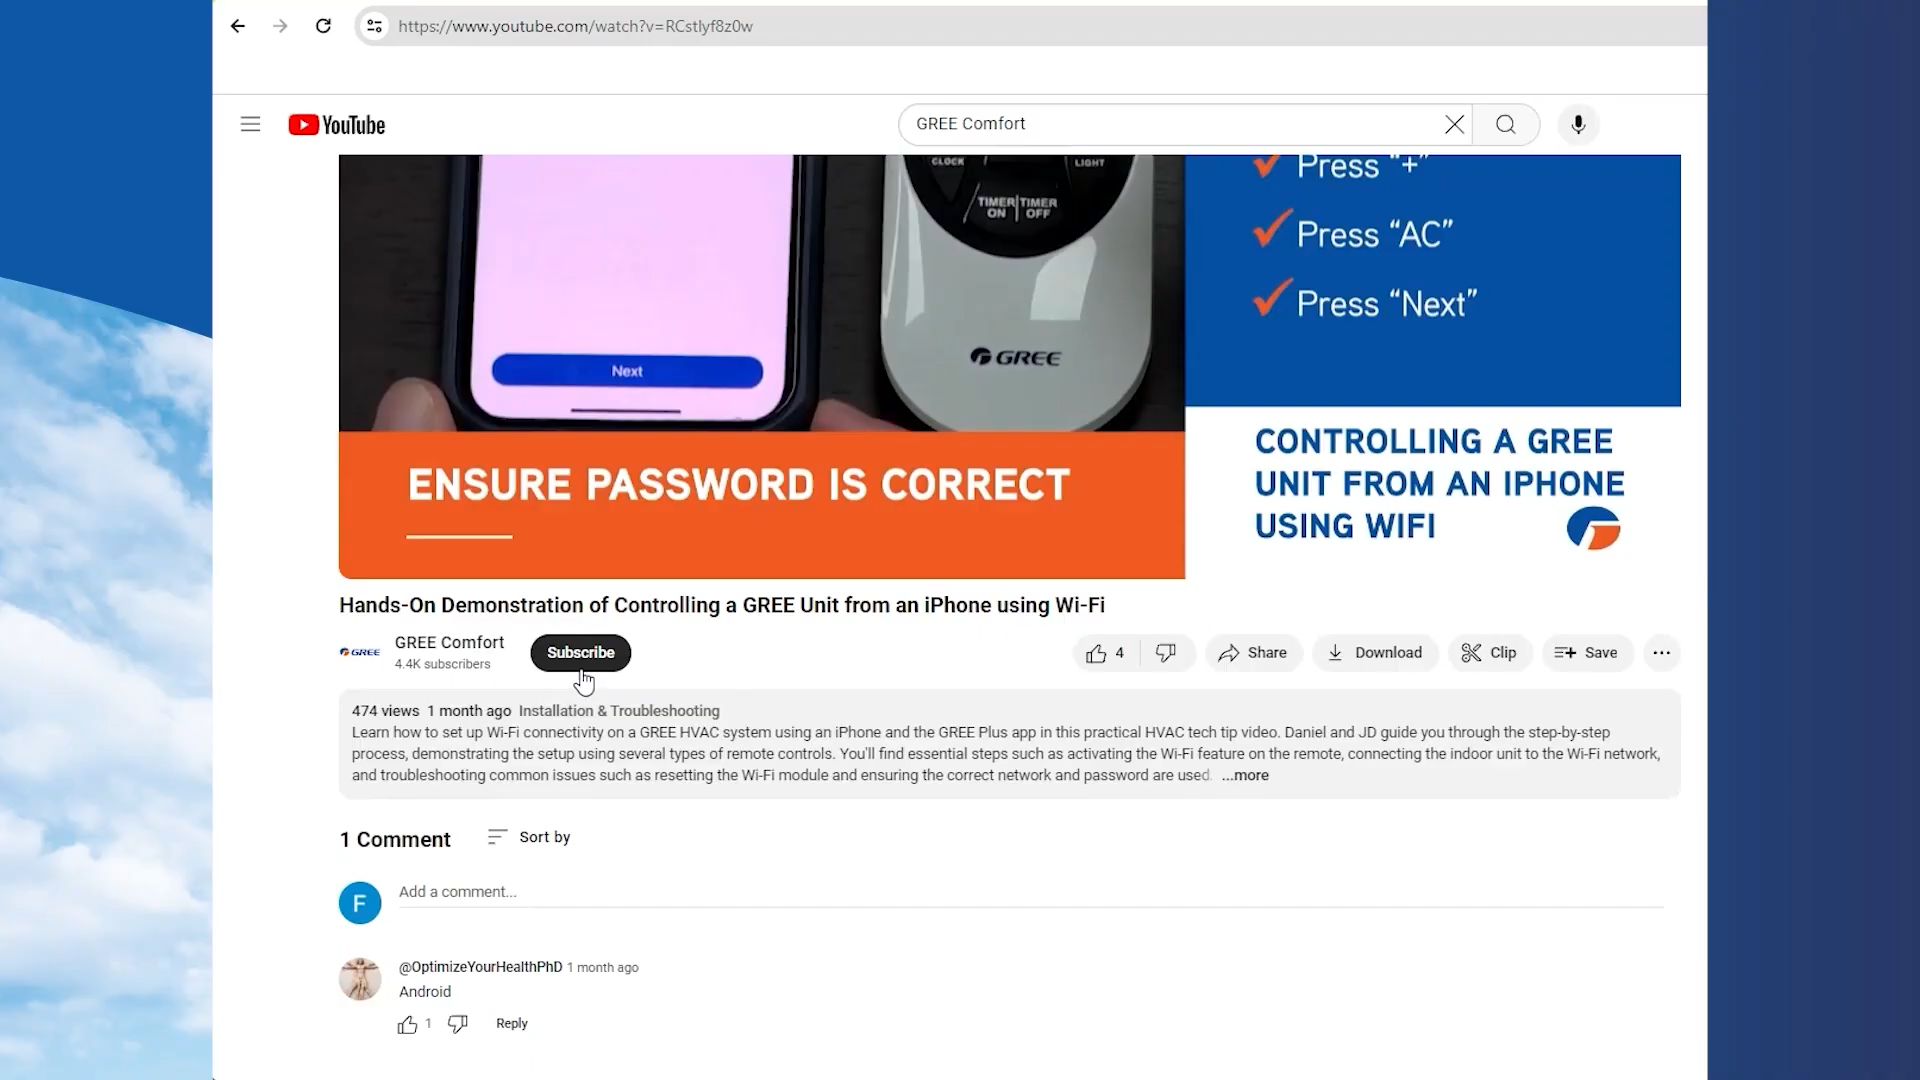 https://www.youtube.com/watch?v=RCstlyf8z0w
YouTube
GREE Comfort
CLOCK
LIGHT
TIMER ON
TIMER OFF
GREE
Next
Press "+"
Press “AC”
Press “Next”
ENSURE PASSWORD IS CORRECT
CONTROLLING A GREE
UNIT FROM AN IPHONE
USING WIFI
Hands-On Demonstration of Controlling a GREE Unit from an iPhone using Wi-Fi
GREE
GREE Comfort
4.4K subscribers
Subscribe
4
Share
Download
Clip
Save
474 views 1 month ago Installation & Troubleshooting
Learn how to set up Wi-Fi connectivity on a GREE HVAC system using an iPhone and the GREE Plus app in this practical HVAC tech tip video. Daniel and JD guide you through the step-by-step
process, demonstrating the setup using several types of remote controls. You'll find essential steps such as activating the Wi-Fi feature on the remote, connecting the indoor unit to the Wi-Fi network,
and troubleshooting common issues such as resetting the Wi-Fi module and ensuring the correct network and password are used. ...more
1 Comment
Sort by
F
Add a comment...
@OptimizeYourHealthPhD 1 month ago
Android
1
Reply